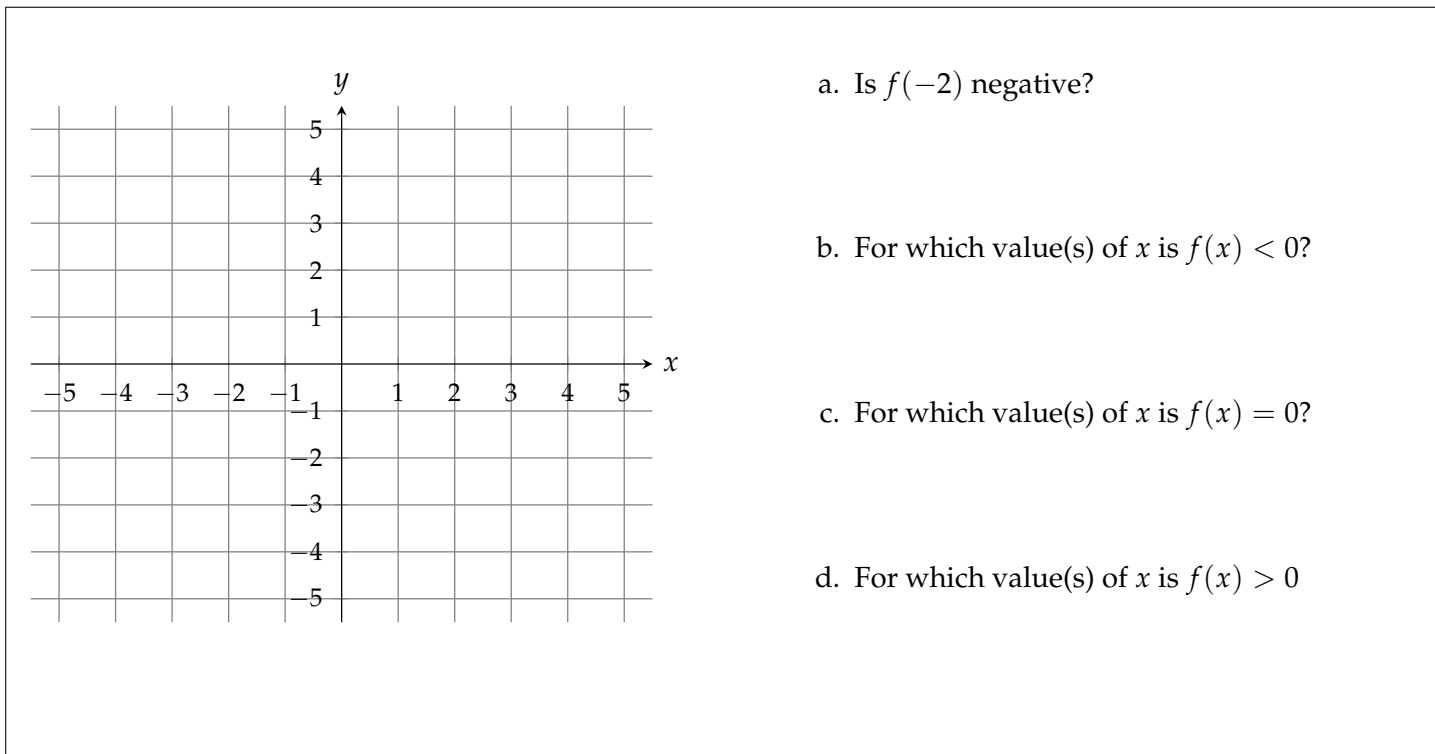 y
5
4
3
2
1
x
−5 −4 −3 −2 −1 1 2 3 4 5
−1
−2
−3
−4
−5
a. Is f(−2) negative?
b. For which value(s) of x is f(x) < 0?
c. For which value(s) of x is f(x) = 0?
d. For which value(s) of x is f(x) > 0